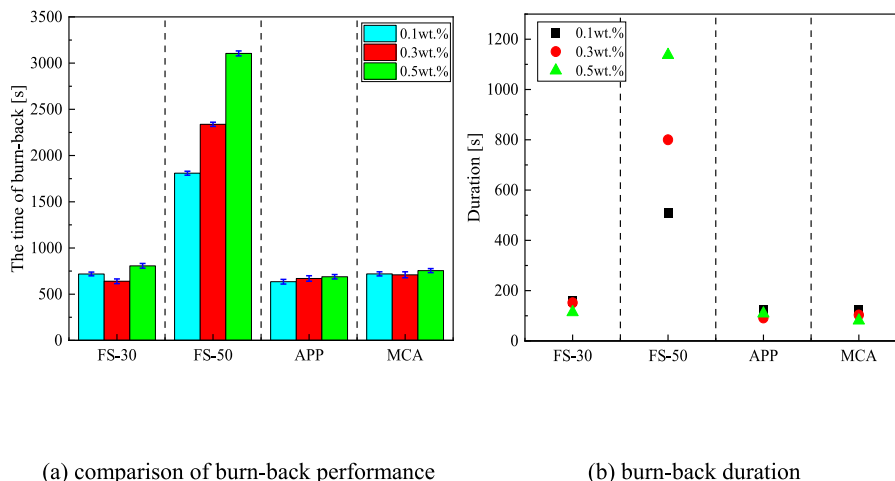 3500
3000
2500
2000
1500
1000
500
0
The time of burn-back [s]
0.1wt.%
0.3wt.%
0.5wt.%
FS-30 FS-50 APP MCA
(a) comparison of burn-back performance
1200
1000
800
600
400
200
0
Duration [s]
0.1wt.%
0.3wt.%
0.5wt.%
FS-30 FS-50 APP MCA
(b) burn-back duration